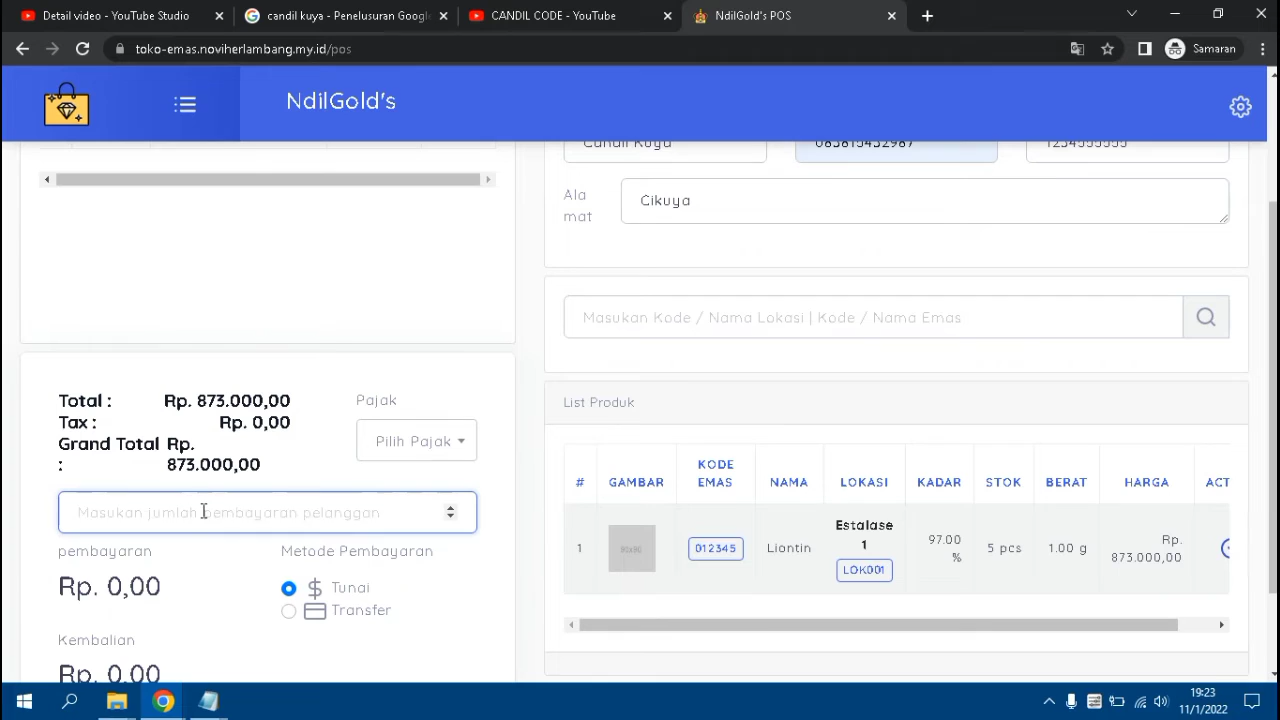 Detail video - YouTube Studio
candil kuya - Penelusuran Google
CANDIL CODE - YouTube
NdilGold's POS
toko-emas.noviherlambang.my.id/pos
Samaran
NdilGold's
Candil Kuya
083815432987
1234555555
Ala
mat
Cikuya
Masukan Kode / Nama Lokasi | Kode / Nama Emas
Total :
Rp. 873.000,00
Tax :
Rp. 0,00
Grand Total
:
Rp.
873.000,00
Pajak
Pilih Pajak
Masukan jumlah pembayaran pelanggan
pembayaran
Rp. 0,00
Metode Pembayaran
Tunai
Transfer
Kembalian
Rp. 0,00
List Produk
# GAMBAR KODE EMAS NAMA LOKASI KADAR STOK BERAT HARGA ACT
1 012345 Liontin Estalase 1 LOK001 97.00 % 5 pcs 1.00 g Rp. 873.000,00
19:23
11/1/2022